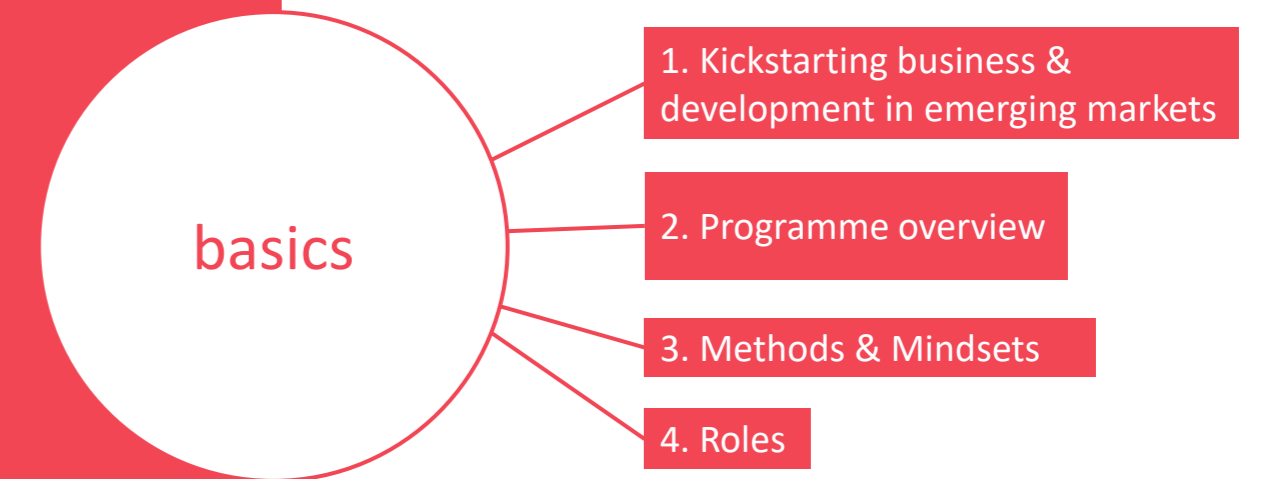 basics
1. Kickstarting business &
development in emerging markets
2. Programme overview
3. Methods & Mindsets
4. Roles